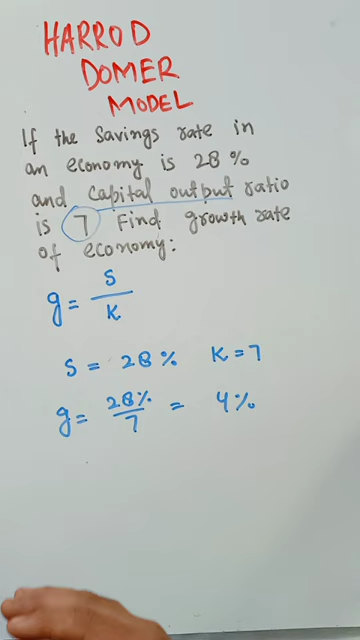 HARROD
DOMER
MODEL
If the savings rate in
an economy is 28%
and capital output ratio
is 7 Find growth rate
of economy:
g = S/K
S = 28% K = 7
g = 28%/7 = 4%